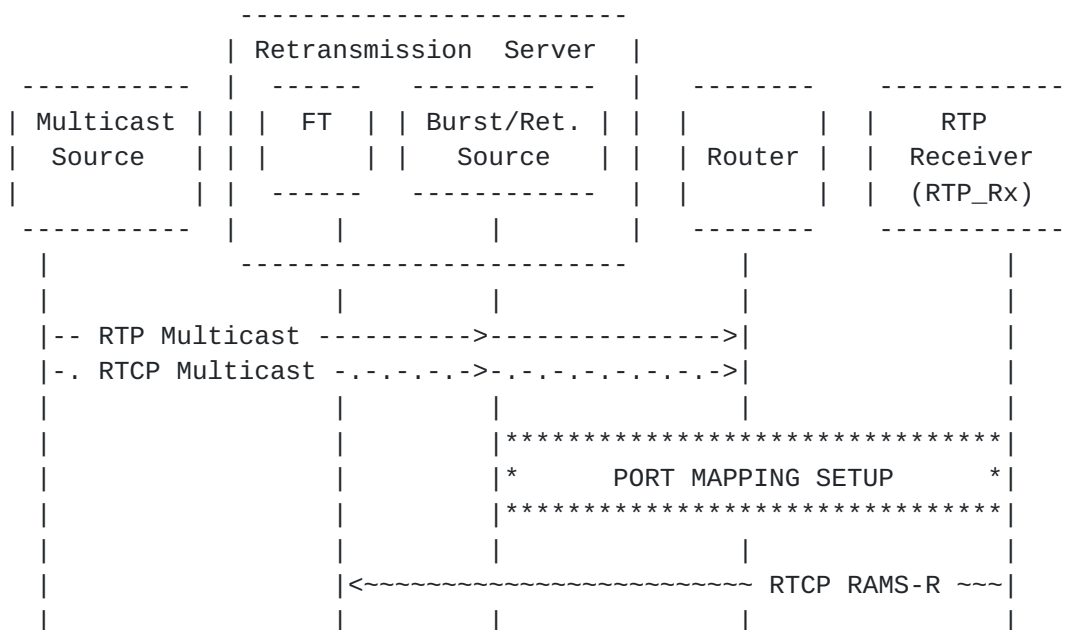 -------------------------
| Retransmission  Server  |
-----------  |  ------   ------------  |   --------    ------------
| Multicast | | |  FT  | | Burst/Ret. | |  |        |  |    RTP
|  Source   | | |      | |   Source   | |  | Router |  |  Receiver
|           | |  ------   ------------  |  |        |  |  (RTP_Rx)
-----------  |      |         |        |   --------    ------------
|            -------------------------       |                |
|                  |         |               |                |
|-- RTP Multicast ---------->--------------->|                |
|-. RTCP Multicast -.-.-.-.->-.-.-.-.-.-.-.->|                |
|                  |         |               |                |
|                  |         |********************************|
|                  |         |*      PORT MAPPING SETUP      *|
|                  |         |********************************|
|                  |         |               |                |
|                  |<~~~~~~~~~~~~~~~~~~~~~~~~~ RTCP RAMS-R ~~~|
|                  |         |               |                |